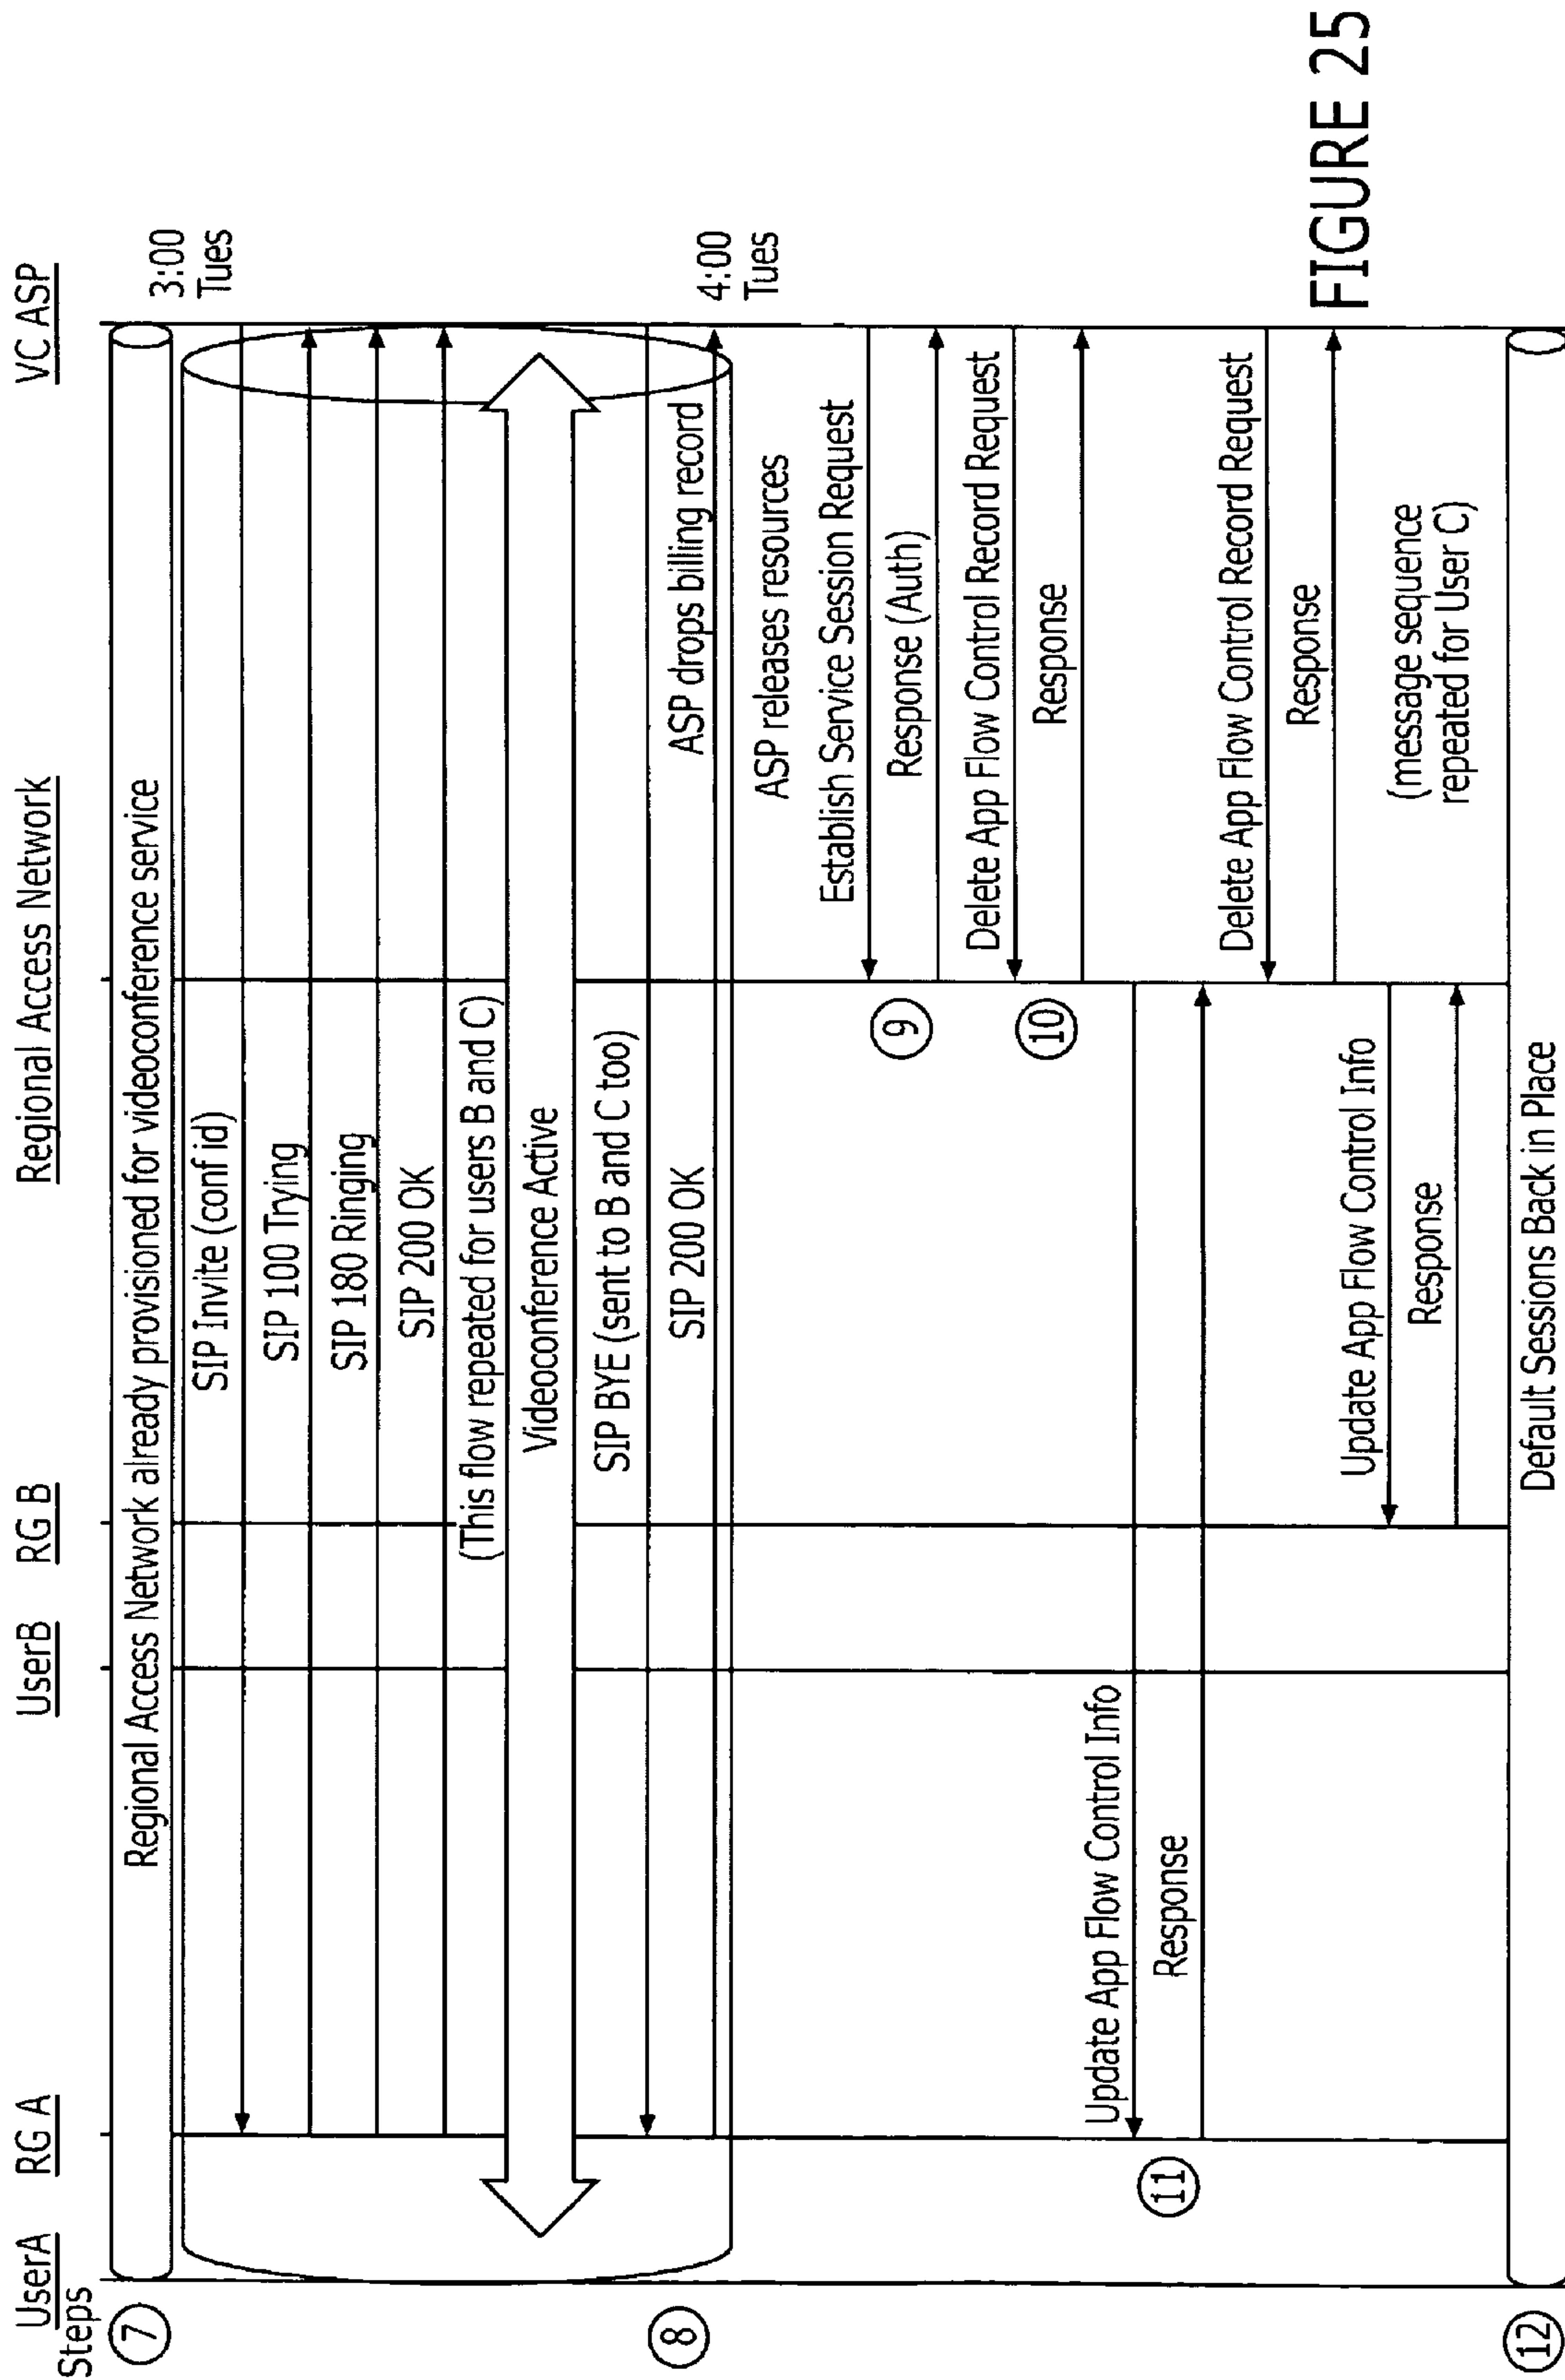 UserA
RG A
UserB
RG B
Regional Access Network
VC ASP
Steps
7
Regional Access Network already provisioned for videoconference service
3:00
Tues
SIP Invite (conf id)
SIP 100 Trying
SIP 180 Ringing
SIP 200 OK
(This flow repeated for users B and C)
Videoconference Active
SIP BYE (sent to B and C too)
8
SIP 200 OK
ASP drops billing record
4:00
Tues
ASP releases resources
Establish Service Session Request
9
Response (Auth)
Delete App Flow Control Record Request
10
Response
Update App Flow Control Info
11
Response
Delete App Flow Control Record Request
Response
Update App Flow Control Info
Response
(message sequence
repeated for User C)
12
Default Sessions Back in Place
FIGURE 25